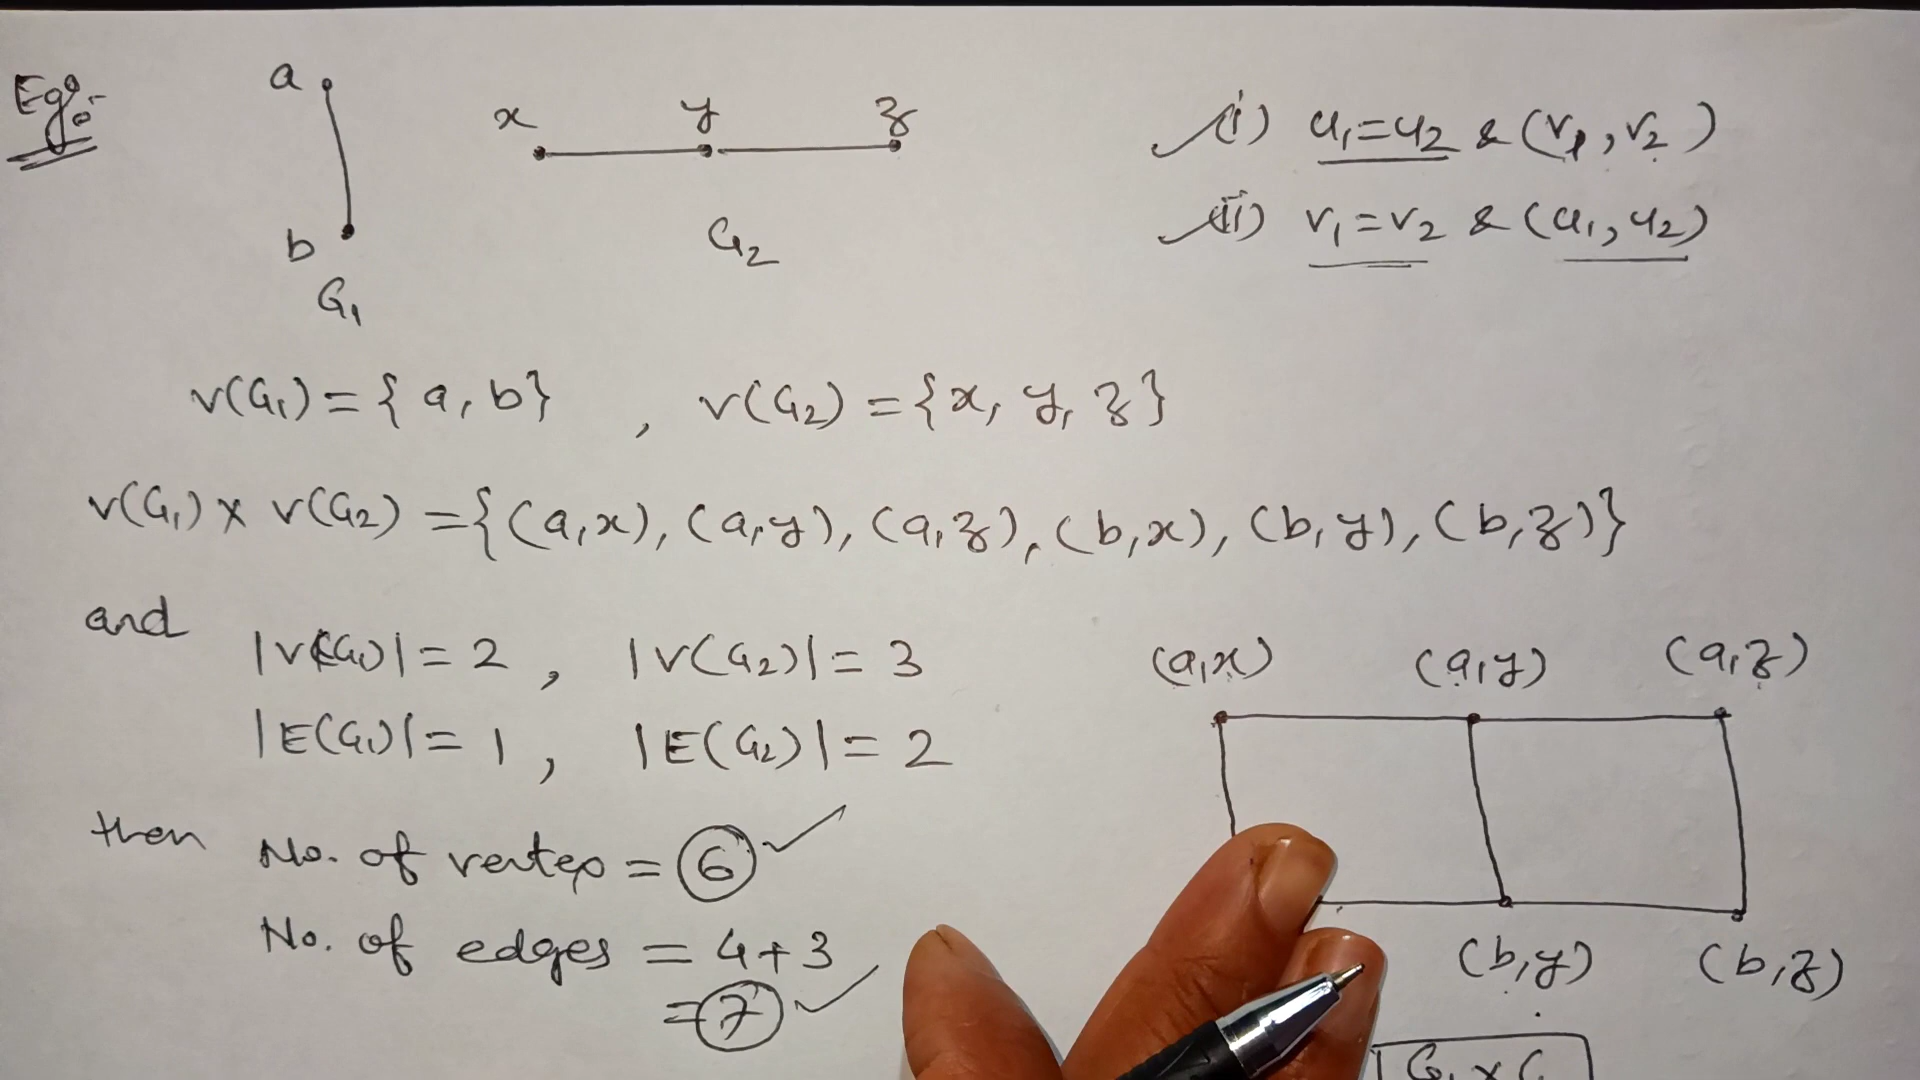 Eg:-
a
x y z
b
G₁
G₂
(i) u₁=u₂ & (v₁, v₂)
(ii) v₁=v₂ & (u₁, u₂)
V(G₁) = {a, b} , V(G₂) = {x, y, z}
V(G₁) x V(G₂) = {(a,x), (a,y), (a,z), (b,x), (b,y), (b,z)}
and
|V(G₁)| = 2 , |V(G₂)| = 3
|E(G₁)| = 1 , |E(G₂)| = 2
then No. of vertex = 6
No. of edges = 4+3
= 7
(a,x) (a,y) (a,z)
(b,y) (b,z)
G₁ x G